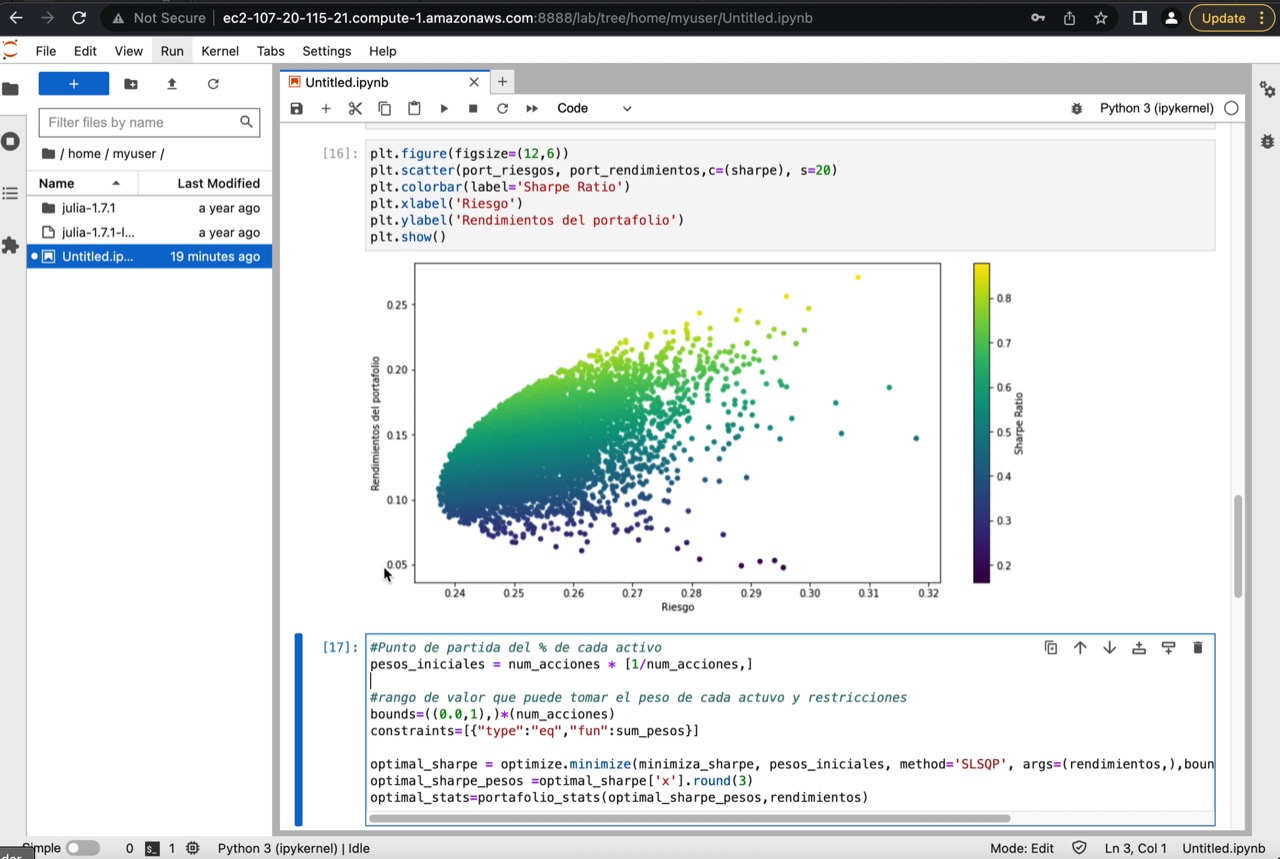 Not Secure
ec2-107-20-115-21.compute-1.amazonaws.com:8888/lab/tree/home/myuser/Untitled.ipynb
Update
File Edit View Run Kernel Tabs Settings Help
+
Filter files by name
/ home / myuser /
Name Last Modified
julia-1.7.1 a year ago
julia-1.7.1-l... a year ago
Untitled.ip... 19 minutes ago
Untitled.ipynb
Code
Python 3 (ipykernel)
[16]:
plt.figure(figsize=(12,6))
plt.scatter(port_riesgos, port_rendimientos,c=(sharpe), s=20)
plt.colorbar(label='Sharpe Ratio')
plt.xlabel('Riesgo')
plt.ylabel('Rendimientos del portafolio')
plt.show()
Rendimientos del portafolio
0.25
0.20
0.15
0.10
0.05
0.24 0.25 0.26 0.27 0.28 0.29 0.30 0.31 0.32
Riesgo
0.8
0.7
0.6
0.5
0.4
0.3
0.2
Sharpe Ratio
[17]:
#Punto de partida del % de cada activo
pesos_iniciales = num_acciones * [1/num_acciones,]
#rango de valor que puede tomar el peso de cada actuvo y restricciones
bounds=((0.0,1),)*(num_acciones)
constraints=[{"type":"eq","fun":sum_pesos}]
optimal_sharpe = optimize.minimize(minimiza_sharpe, pesos_iniciales, method='SLSQP', args=(rendimientos,),boun
optimal_sharpe_pesos =optimal_sharpe['x'].round(3)
optimal_stats=portafolio_stats(optimal_sharpe_pesos,rendimientos)
Simple 0 1 Python 3 (ipykernel) | Idle Mode: Edit Ln 3, Col 1 Untitled.ipynb